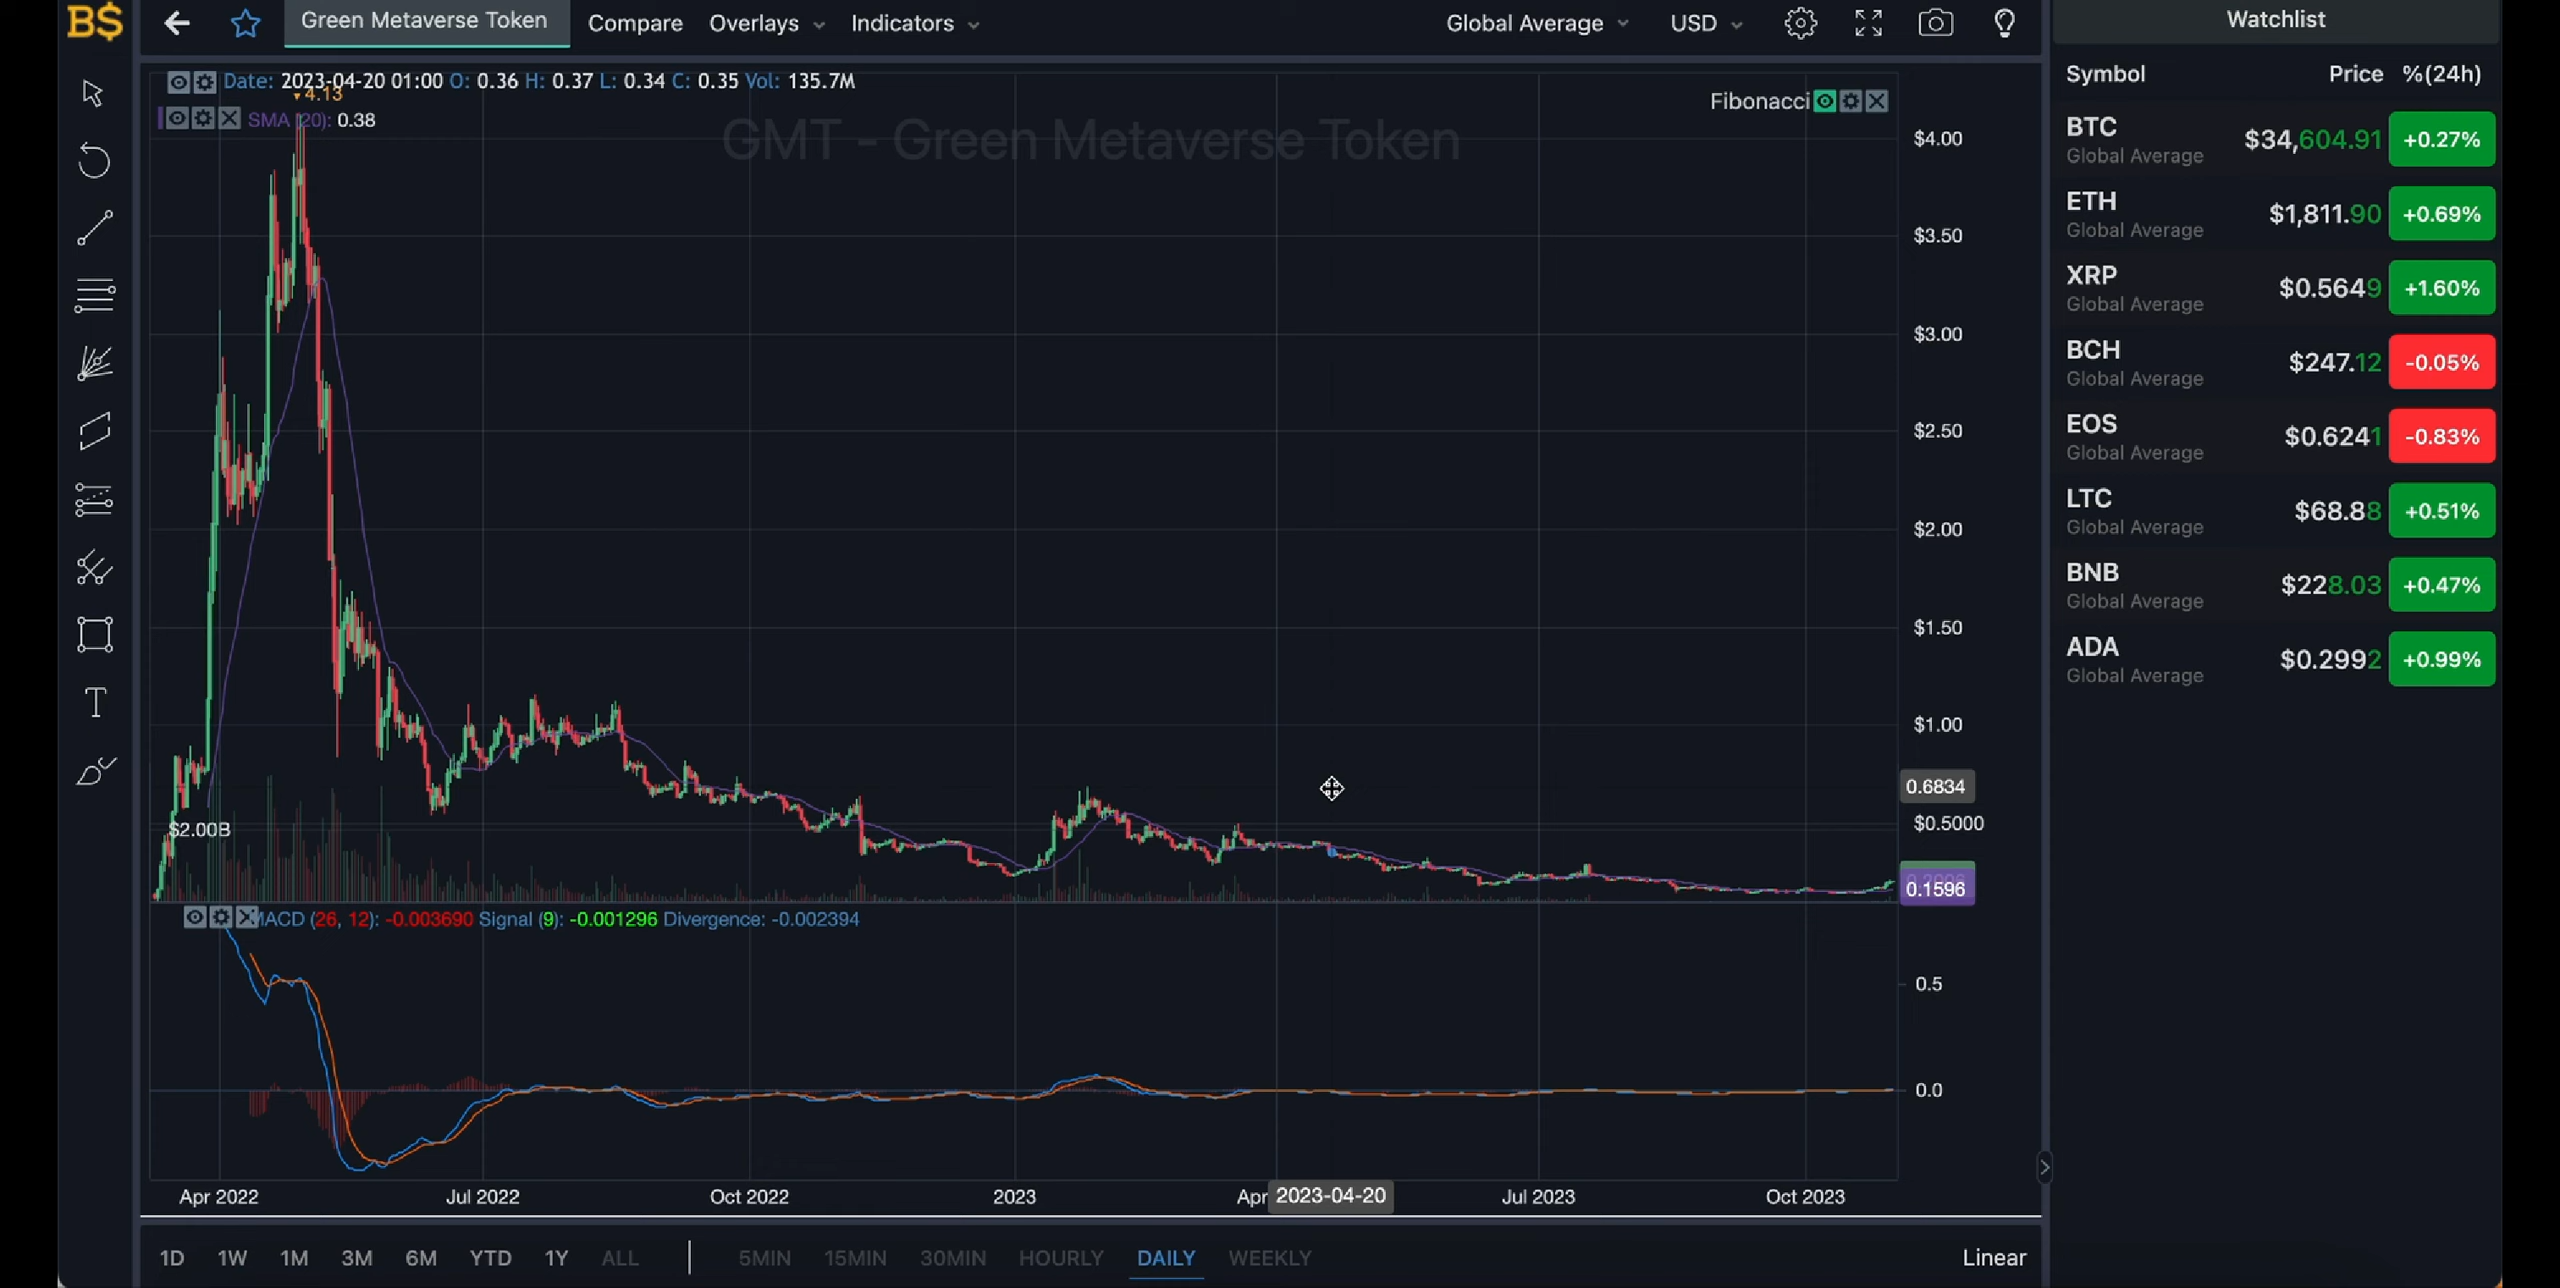 B$
Green Metaverse Token
Compare
Overlays
Indicators
Global Average
USD
Date: 2023-04-20 01:00 O: 0.36 H: 0.37 L: 0.34 C: 0.35 Vol: 135.7M
4.13
SMA (20): 0.38
Fibonacci
GMT - Green Metaverse Token
$4.00
$3.50
$3.00
$2.50
$2.00
$1.50
$1.00
0.6834
$0.5000
0.1596
$2.00B
MACD (26, 12): -0.003690 Signal (9): -0.001296 Divergence: -0.002394
0.5
0.0
Apr 2022
Jul 2022
Oct 2022
2023
Apr
2023-04-20
Jul 2023
Oct 2023
1D 1W 1M 3M 6M YTD 1Y ALL
5MIN 15MIN 30MIN HOURLY DAILY WEEKLY
Linear
Watchlist
Symbol Price %(24h)
BTC $34,604.91 +0.27%
Global Average
ETH $1,811.90 +0.69%
Global Average
XRP $0.5649 +1.60%
Global Average
BCH $247.12 -0.05%
Global Average
EOS $0.6241 -0.83%
Global Average
LTC $68.88 +0.51%
Global Average
BNB $228.03 +0.47%
Global Average
ADA $0.2992 +0.99%
Global Average